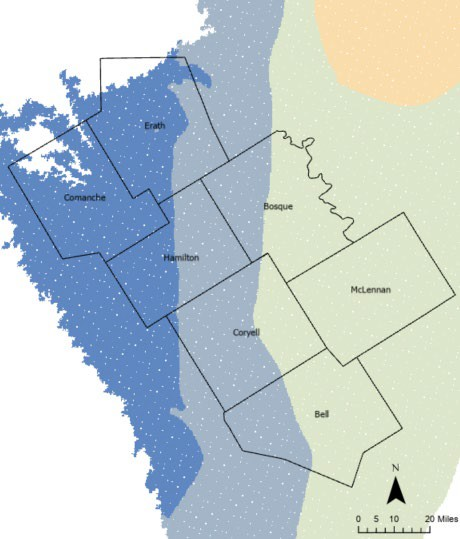 Erath
Comanche
Bosque
Hamilton
McLennan
Coryell
Bell
N
0 5 10 20 Miles